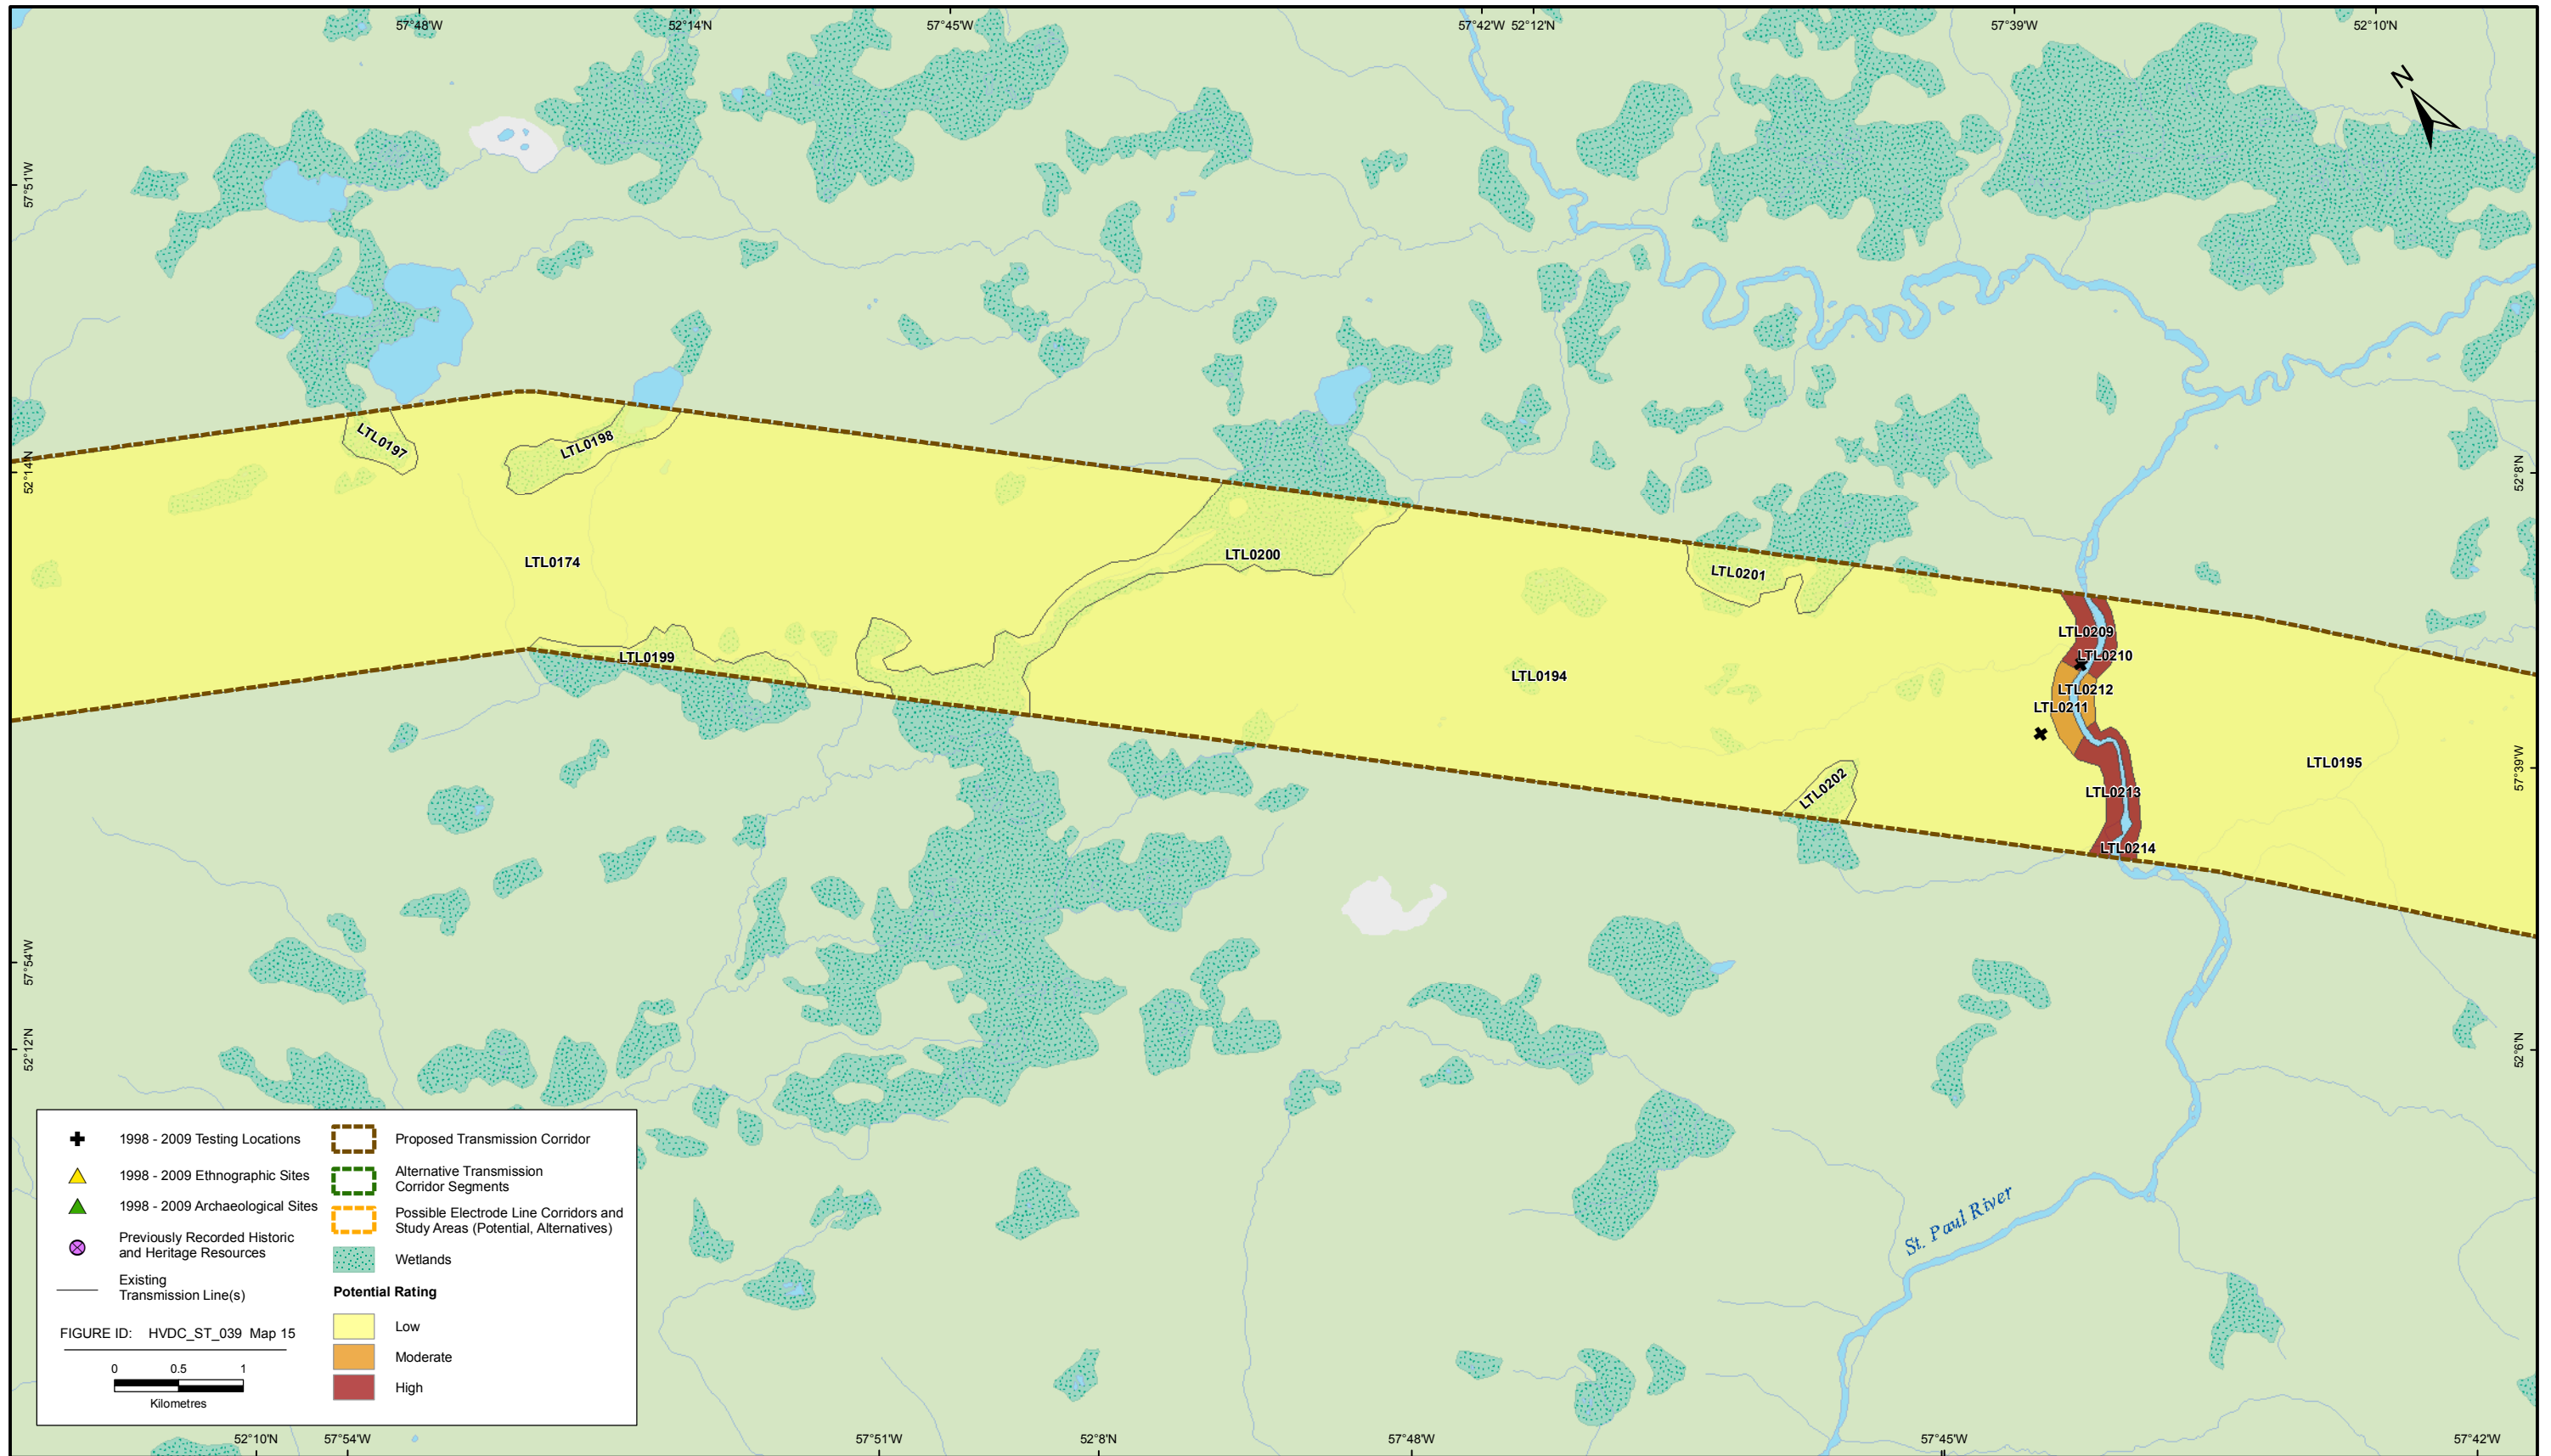 57°48'W
52°14'N
57°45'W
57°42'W
52°12'N
57°39'W
52°10'N
N
57°51'W
52°14'N
52°8'N
LTL0197
LTL0198
LTL0174
LTL0200
LTL0201
LTL0199
LTL0194
LTL0209
LTL0210
LTL0212
LTL0211
LTL0195
57°39'W
LTL0202
LTL0213
LTL0214
57°54'W
52°12'N
52°6'N
St. Paul River
1998 - 2009 Testing Locations
1998 - 2009 Ethnographic Sites
1998 - 2009 Archaeological Sites
Previously Recorded Historic
and Heritage Resources
Existing
Transmission Line(s)
FIGURE ID: HVDC_ST_039 Map 15
0 0.5 1
Kilometres
Proposed Transmission Corridor
Alternative Transmission
Corridor Segments
Possible Electrode Line Corridors and
Study Areas (Potential, Alternatives)
Wetlands
Potential Rating
Low
Moderate
High
52°10'N
57°54'W
57°51'W
52°8'N
57°48'W
57°45'W
57°42'W